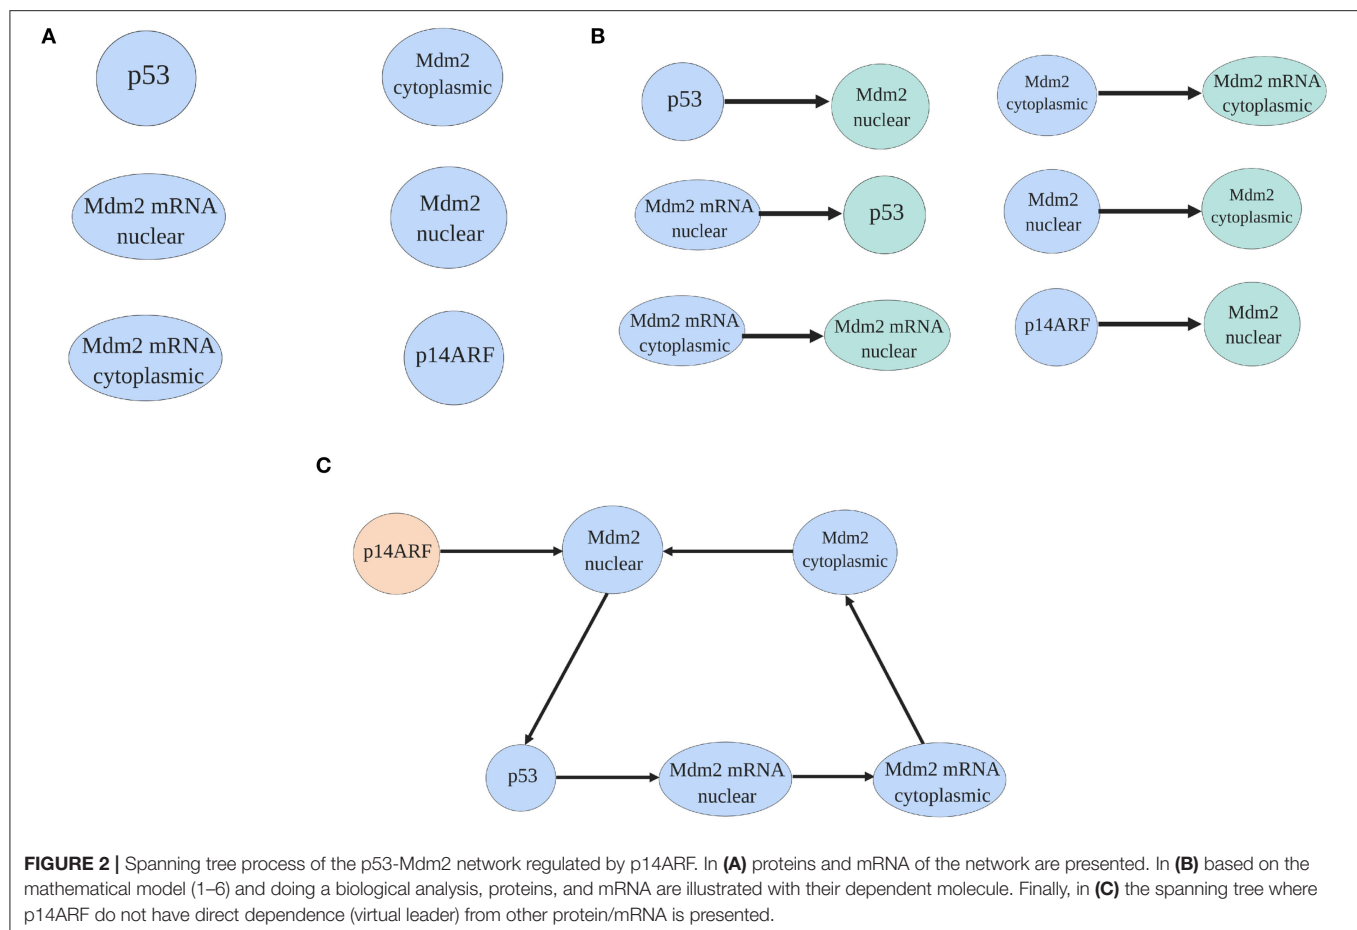 A
p53
Mdm2
cytoplasmic
Mdm2 mRNA
nuclear
Mdm2
nuclear
Mdm2 mRNA
cytoplasmic
p14ARF
B
p53
Mdm2
nuclear
Mdm2
cytoplasmic
Mdm2 mRNA
cytoplasmic
Mdm2 mRNA
nuclear
p53
Mdm2
nuclear
Mdm2
cytoplasmic
Mdm2 mRNA
cytoplasmic
Mdm2 mRNA
nuclear
p14ARF
Mdm2
nuclear
C
p14ARF
Mdm2
nuclear
Mdm2
cytoplasmic
p53
Mdm2 mRNA
nuclear
Mdm2 mRNA
cytoplasmic
FIGURE 2 | Spanning tree process of the p53-Mdm2 network regulated by p14ARF. In (A) proteins and mRNA of the network are presented. In (B) based on the
mathematical model (1–6) and doing a biological analysis, proteins, and mRNA are illustrated with their dependent molecule. Finally, in (C) the spanning tree where
p14ARF do not have direct dependence (virtual leader) from other protein/mRNA is presented.